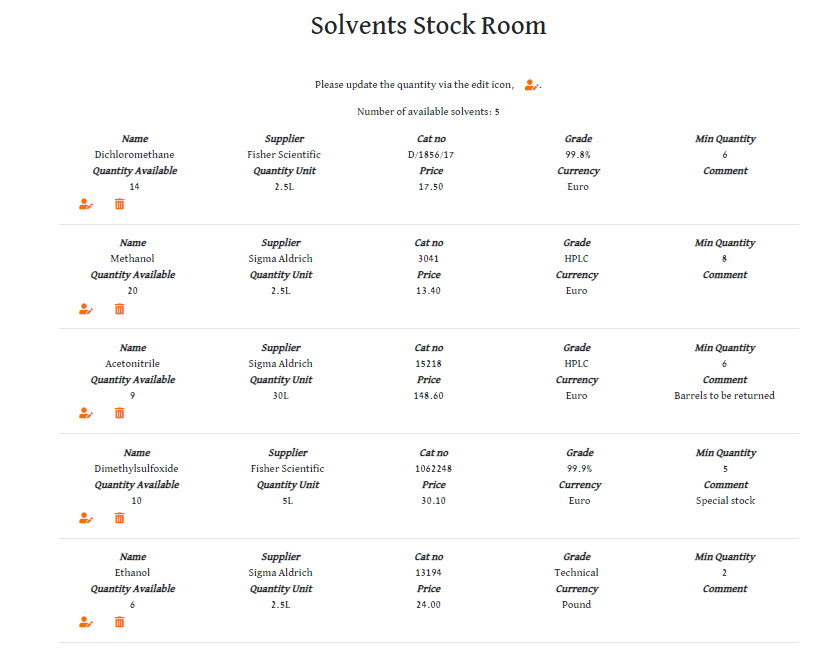 Solvents Stock Room
Please update the quantity via the edit icon, .
Number of available solvents: 5
Name Supplier Cat no Grade Min Quantity
Dichloromethane Fisher Scientific D/1856/17 99.8% 6
Quantity Available Quantity Unit Price Currency Comment
14 2.5L 17.50 Euro
Name Supplier Cat no Grade Min Quantity
Methanol Sigma Aldrich 3041 HPLC 8
Quantity Available Quantity Unit Price Currency Comment
20 2.5L 13.40 Euro
Name Supplier Cat no Grade Min Quantity
Acetonitrile Sigma Aldrich 15218 HPLC 6
Quantity Available Quantity Unit Price Currency Comment
9 30L 148.60 Euro Barrels to be returned
Name Supplier Cat no Grade Min Quantity
Dimethylsulfoxide Fisher Scientific 1062248 99.9% 5
Quantity Available Quantity Unit Price Currency Comment
10 5L 30.10 Euro Special stock
Name Supplier Cat no Grade Min Quantity
Ethanol Sigma Aldrich 13194 Technical 2
Quantity Available Quantity Unit Price Currency Comment
6 2.5L 24.00 Pound